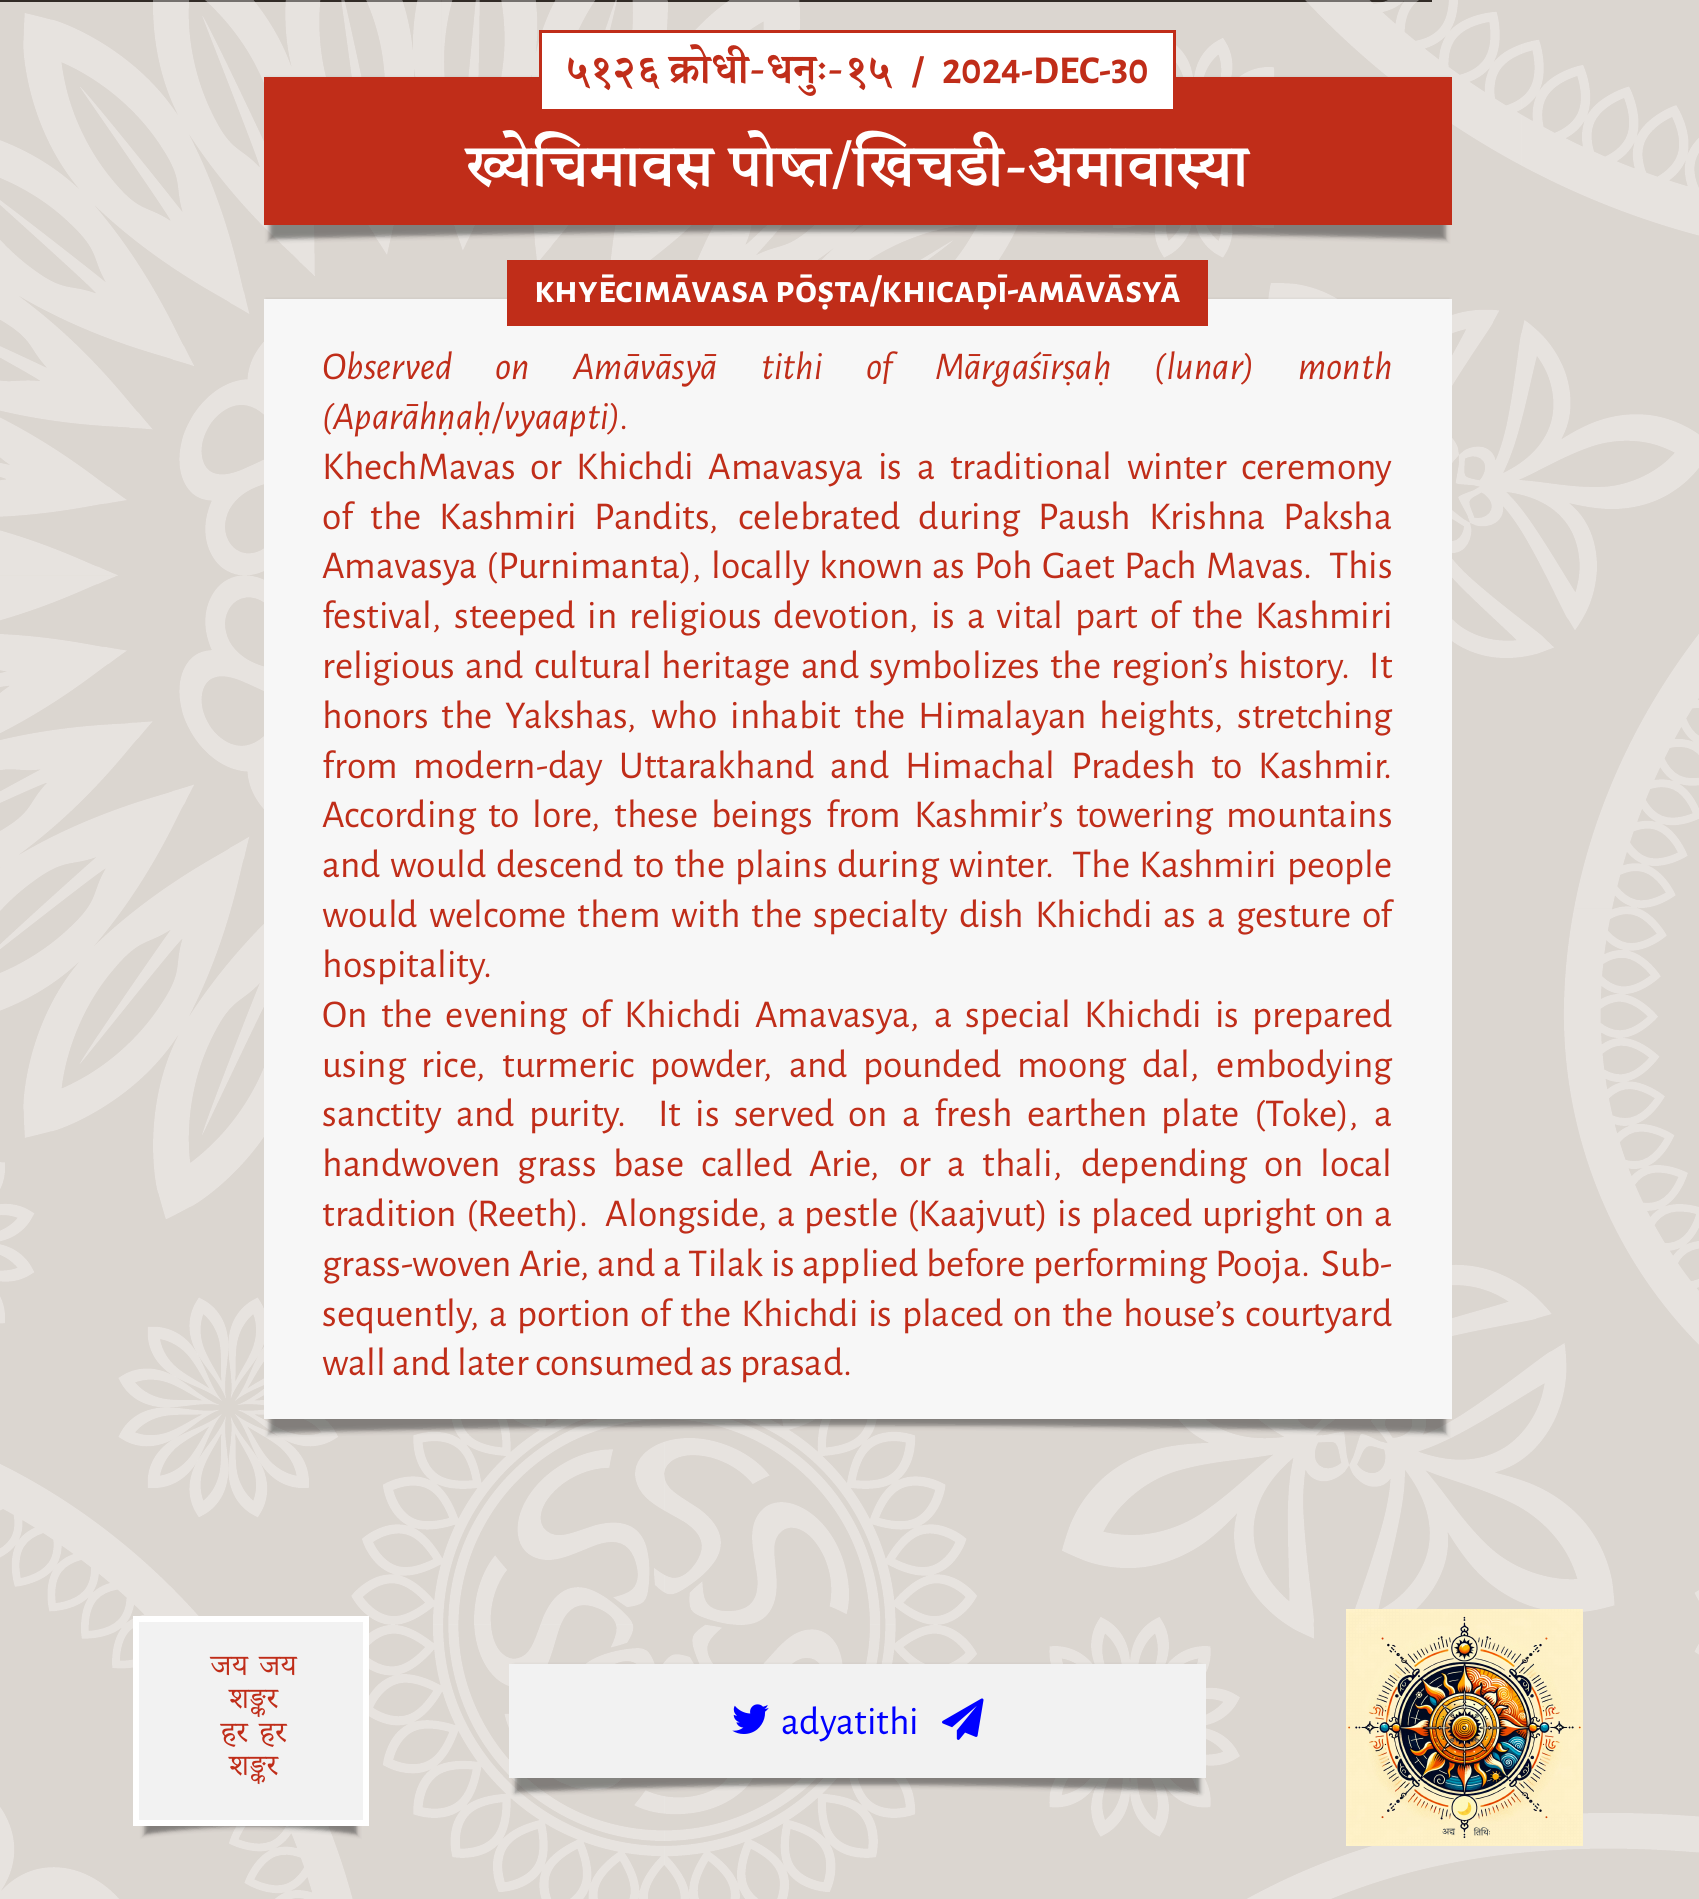 ५१२६ क्रोधी-धनुः-१५ / 2024-DEC-30
ख्येचिमावस पोष्त/खिचडी-अमावास्या
KHYĒCIMĀVASA PŌṢTA/KHICAḌĪ-AMĀVĀSYĀ
Observed on Amāvāsyā tithi of Mārgaśīrṣaḥ (lunar) month
(Aparāhṇaḥ/vyaapti).
KhechMavas or Khichdi Amavasya is a traditional winter ceremony
of the Kashmiri Pandits, celebrated during Paush Krishna Paksha
Amavasya (Purnimanta), locally known as Poh Gaet Pach Mavas. This
festival, steeped in religious devotion, is a vital part of the Kashmiri
religious and cultural heritage and symbolizes the region’s history. It
honors the Yakshas, who inhabit the Himalayan heights, stretching
from modern-day Uttarakhand and Himachal Pradesh to Kashmir.
According to lore, these beings from Kashmir’s towering mountains
and would descend to the plains during winter. The Kashmiri people
would welcome them with the specialty dish Khichdi as a gesture of
hospitality.
On the evening of Khichdi Amavasya, a special Khichdi is prepared
using rice, turmeric powder, and pounded moong dal, embodying
sanctity and purity. It is served on a fresh earthen plate (Toke), a
handwoven grass base called Arie, or a thali, depending on local
tradition (Reeth). Alongside, a pestle (Kaajvut) is placed upright on a
grass-woven Arie, and a Tilak is applied before performing Pooja. Sub-
sequently, a portion of the Khichdi is placed on the house’s courtyard
wall and later consumed as prasad.
जय जय
शङ्कर
हर हर
शङ्कर
adyatithi
अद्य तिथिः